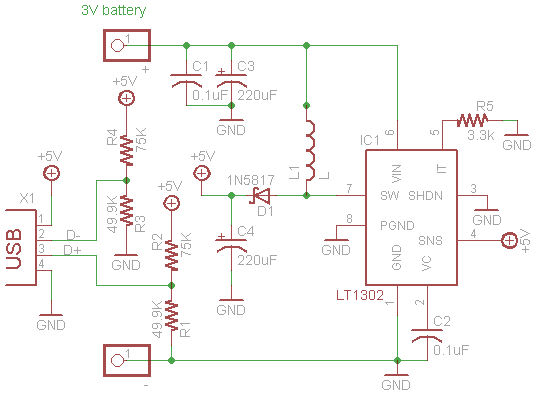 3V battery
1
+
C1
0.1uF
C3
220uF
GND
+5V
R4
75K
49.9K
R3
GND
+5V
X1
1
2
3
4
USB
D-
D+
GND
+5V
R2
75K
49.9K
R1
+5V
1N5817
D1
C4
220uF
GND
L1
L
IC1
6
5
VIN
IT
7
SW
SHDN
3
8
PGND
SNS
4
GND
VC
1
2
LT1302
R5
3.3k
GND
GND
GND
+5V
C2
0.1uF
GND
1
-